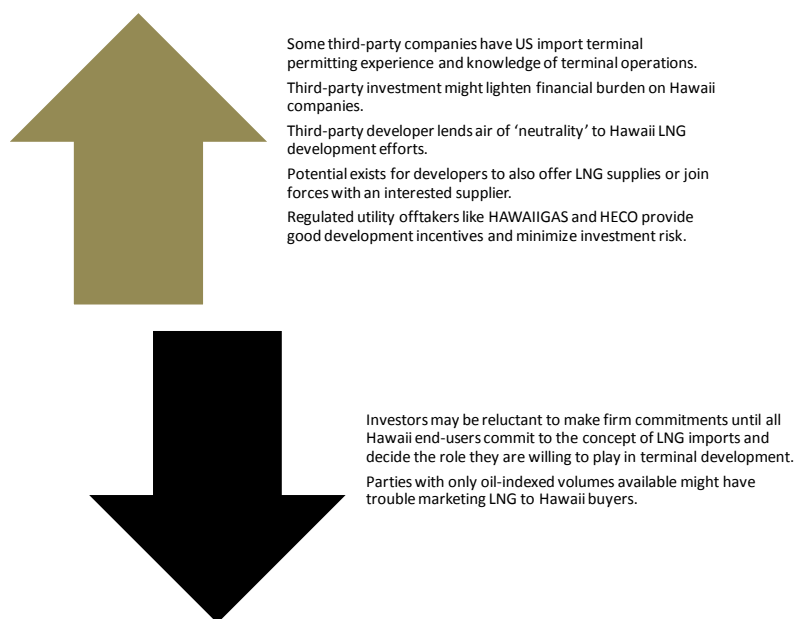 Some third-party companies have US import terminal
permitting experience and knowledge of terminal operations.
Third-party investment might lighten financial burden on Hawaii
companies.
Third-party developer lends air of ‘neutrality’ to Hawaii LNG
development efforts.
Potential exists for developers to also offer LNG supplies or join
forces with an interested supplier.
Regulated utility offtakers like HAWAIIGAS and HECO provide
good development incentives and minimize investment risk.
Investors may be reluctant to make firm commitments until all
Hawaii end-users commit to the concept of LNG imports and
decide the role they are willing to play in terminal development.
Parties with only oil-indexed volumes available might have
trouble marketing LNG to Hawaii buyers.